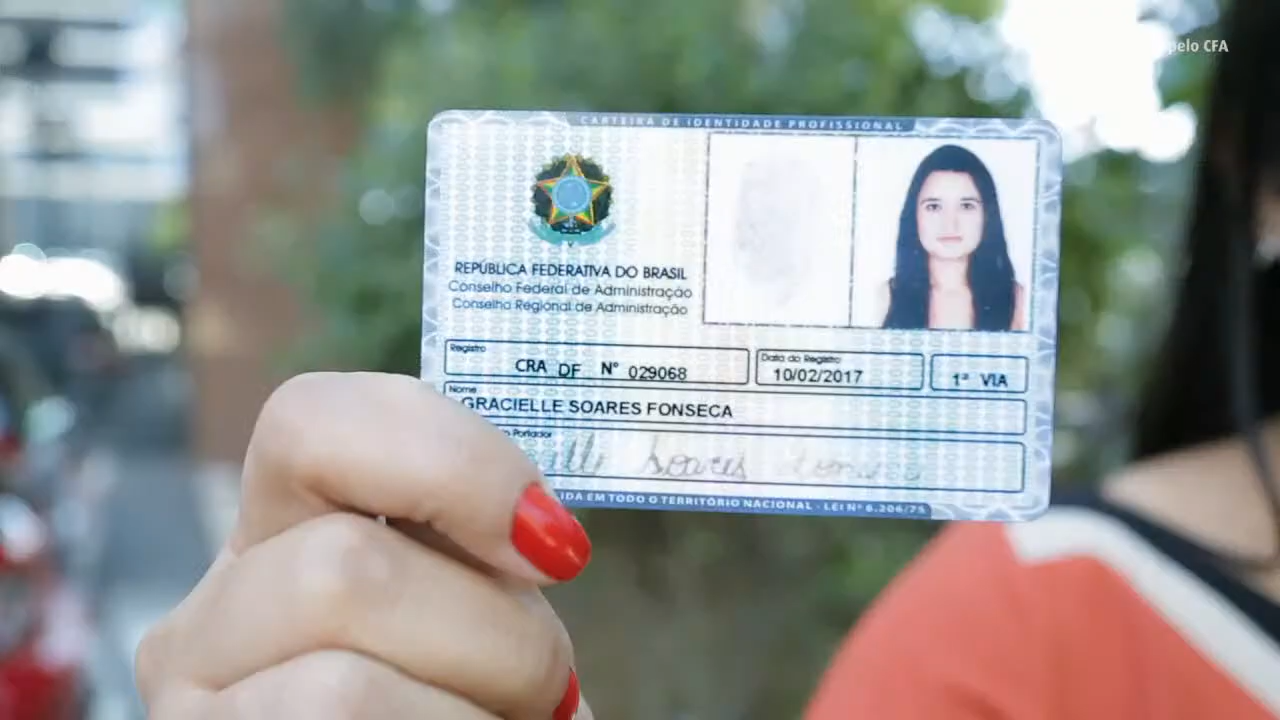 pelo CFA
CARTEIRA DE IDENTIDADE PROFISSIONAL
REPÚBLICA FEDERATIVA DO BRASIL
Conselho Federal de Administração
Conselho Regional de Administração
Registro
CRA DF Nº 029068
Data do Registro
10/02/2017
1ª VIA
Nome
GRACIELLE SOARES FONSECA
Portador
Soares
EM TODO O TERRITÓRIO NACIONAL - LEI Nº 6.206/75